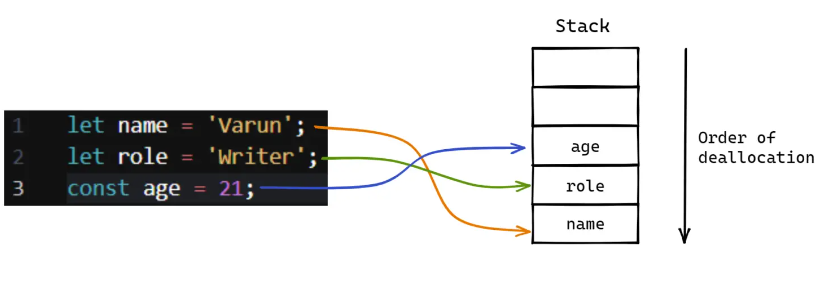 Stack
1 let name = 'Varun';
2 let role = 'Writer';
3 const age = 21;
age
role
name
Order of
deallocation